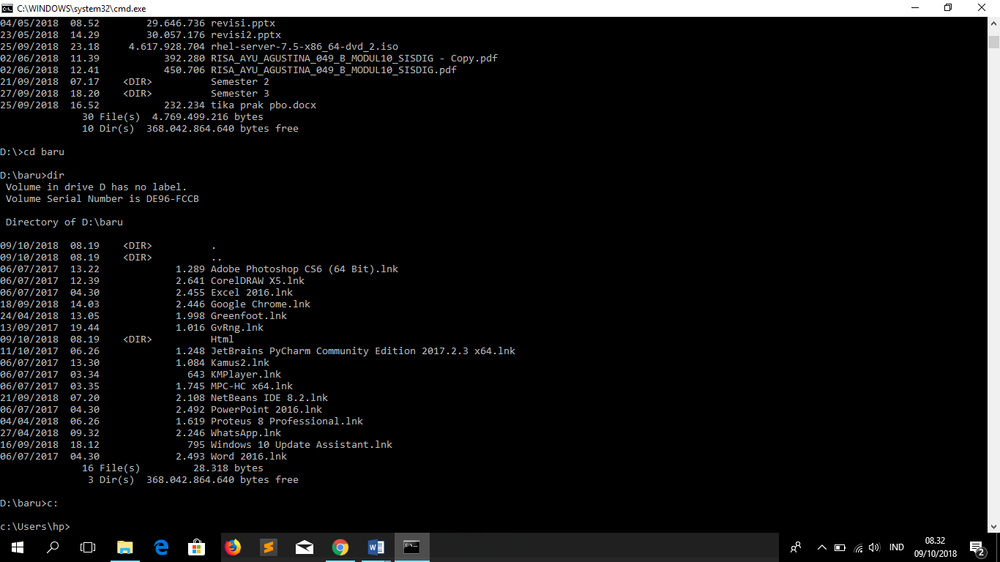 C:\WINDOWS\system32\cmd.exe
04/05/2018  08.52        29.646.736 revisi.pptx
23/05/2018  14.29        30.057.176 revisi2.pptx
25/09/2018  23.18     4.617.928.704 rhel-server-7.5-x86_64-dvd_2.iso
02/06/2018  11.39           392.280 RISA_AYU_AGUSTINA_049_B_MODUL10_SISDIG - Copy.pdf
02/06/2018  12.41           450.706 RISA_AYU_AGUSTINA_049_B_MODUL10_SISDIG.pdf
21/09/2018  07.17    <DIR>          Semester 2
27/09/2018  18.20    <DIR>          Semester 3
25/09/2018  16.52           232.234 tika prak pbo.docx
              30 File(s)  4.769.499.216 bytes
              10 Dir(s)  368.042.864.640 bytes free
D:\>cd baru
D:\baru>dir
 Volume in drive D has no label.
 Volume Serial Number is DE96-FCCB
 Directory of D:\baru
09/10/2018  08.19    <DIR>          .
09/10/2018  08.19    <DIR>          ..
06/07/2017  13.22             1.289 Adobe Photoshop CS6 (64 Bit).lnk
06/07/2017  12.39             2.641 CorelDRAW X5.lnk
06/07/2017  04.30             2.455 Excel 2016.lnk
18/09/2018  14.03             2.446 Google Chrome.lnk
24/04/2018  13.05             1.998 Greenfoot.lnk
13/09/2017  19.44             1.016 GvRng.lnk
09/10/2018  08.19    <DIR>          Html
11/10/2017  06.26             1.248 JetBrains PyCharm Community Edition 2017.2.3 x64.lnk
06/07/2017  13.30             1.084 Kamus2.lnk
06/07/2017  03.34               643 KMPlayer.lnk
06/07/2017  03.35             1.745 MPC-HC x64.lnk
21/09/2018  07.20             2.108 NetBeans IDE 8.2.lnk
06/07/2017  04.30             2.492 PowerPoint 2016.lnk
04/04/2018  06.26             1.619 Proteus 8 Professional.lnk
27/04/2018  09.32             2.246 WhatsApp.lnk
16/09/2018  18.12               795 Windows 10 Update Assistant.lnk
06/07/2017  04.30             2.493 Word 2016.lnk
              16 File(s)         28.318 bytes
               3 Dir(s)  368.042.864.640 bytes free
D:\baru>c:
c:\Users\hp>
IND
08.32
09/10/2018
2